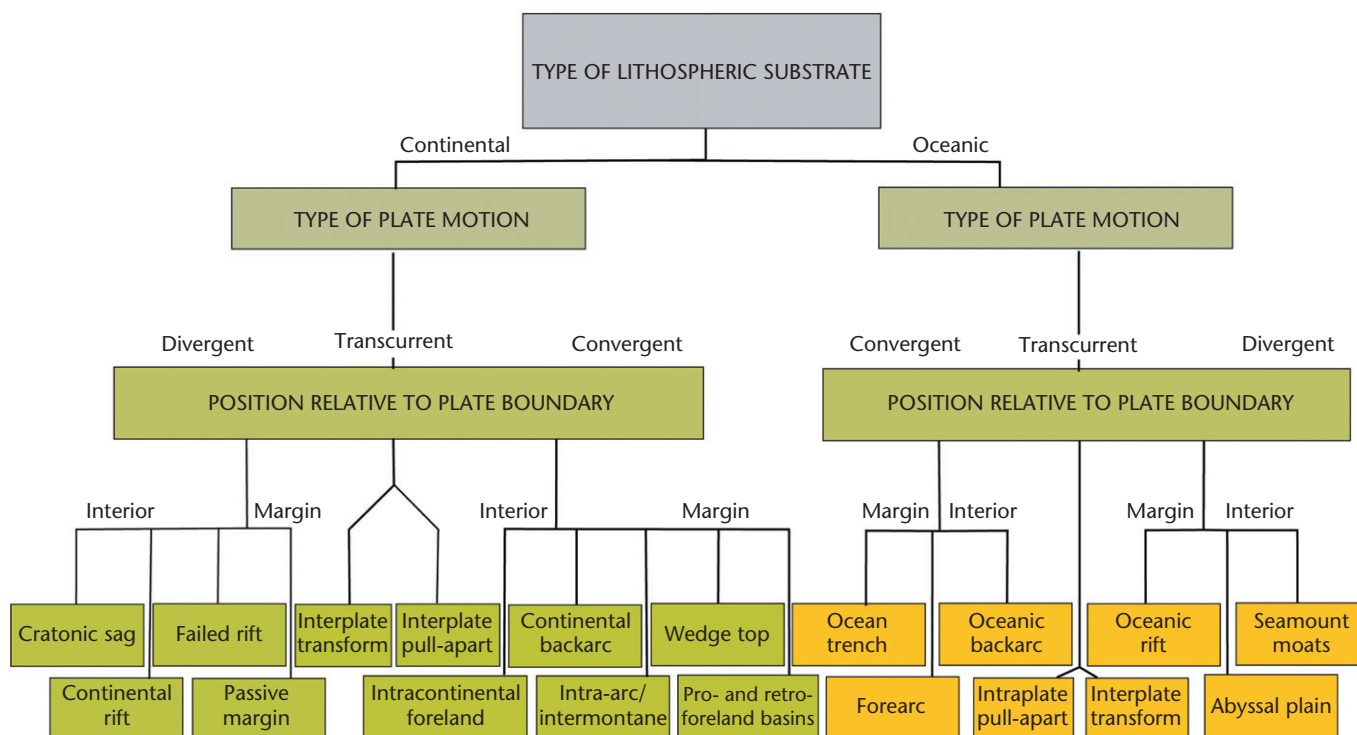 TYPE OF LITHOSPHERIC SUBSTRATE
Continental
Oceanic
TYPE OF PLATE MOTION
TYPE OF PLATE MOTION
Divergent
Transcurrent
Convergent
Convergent
Transcurrent
Divergent
POSITION RELATIVE TO PLATE BOUNDARY
POSITION RELATIVE TO PLATE BOUNDARY
Interior
Margin
Interior
Margin
Margin
Interior
Margin
Interior
Cratonic sag
Failed rift
Interplate
transform
Interplate
pull-apart
Continental
backarc
Wedge top
Ocean
trench
Oceanic
backarc
Oceanic
rift
Seamount
moats
Continental
rift
Passive
margin
Intracontinental
foreland
Intra-arc/
intermontane
Pro- and retro-
foreland basins
Forearc
Intraplate
pull-apart
Interplate
transform
Abyssal plain